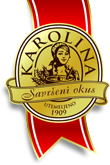 KAROLINA
Savršeni okus
UTEMELJENO
1909